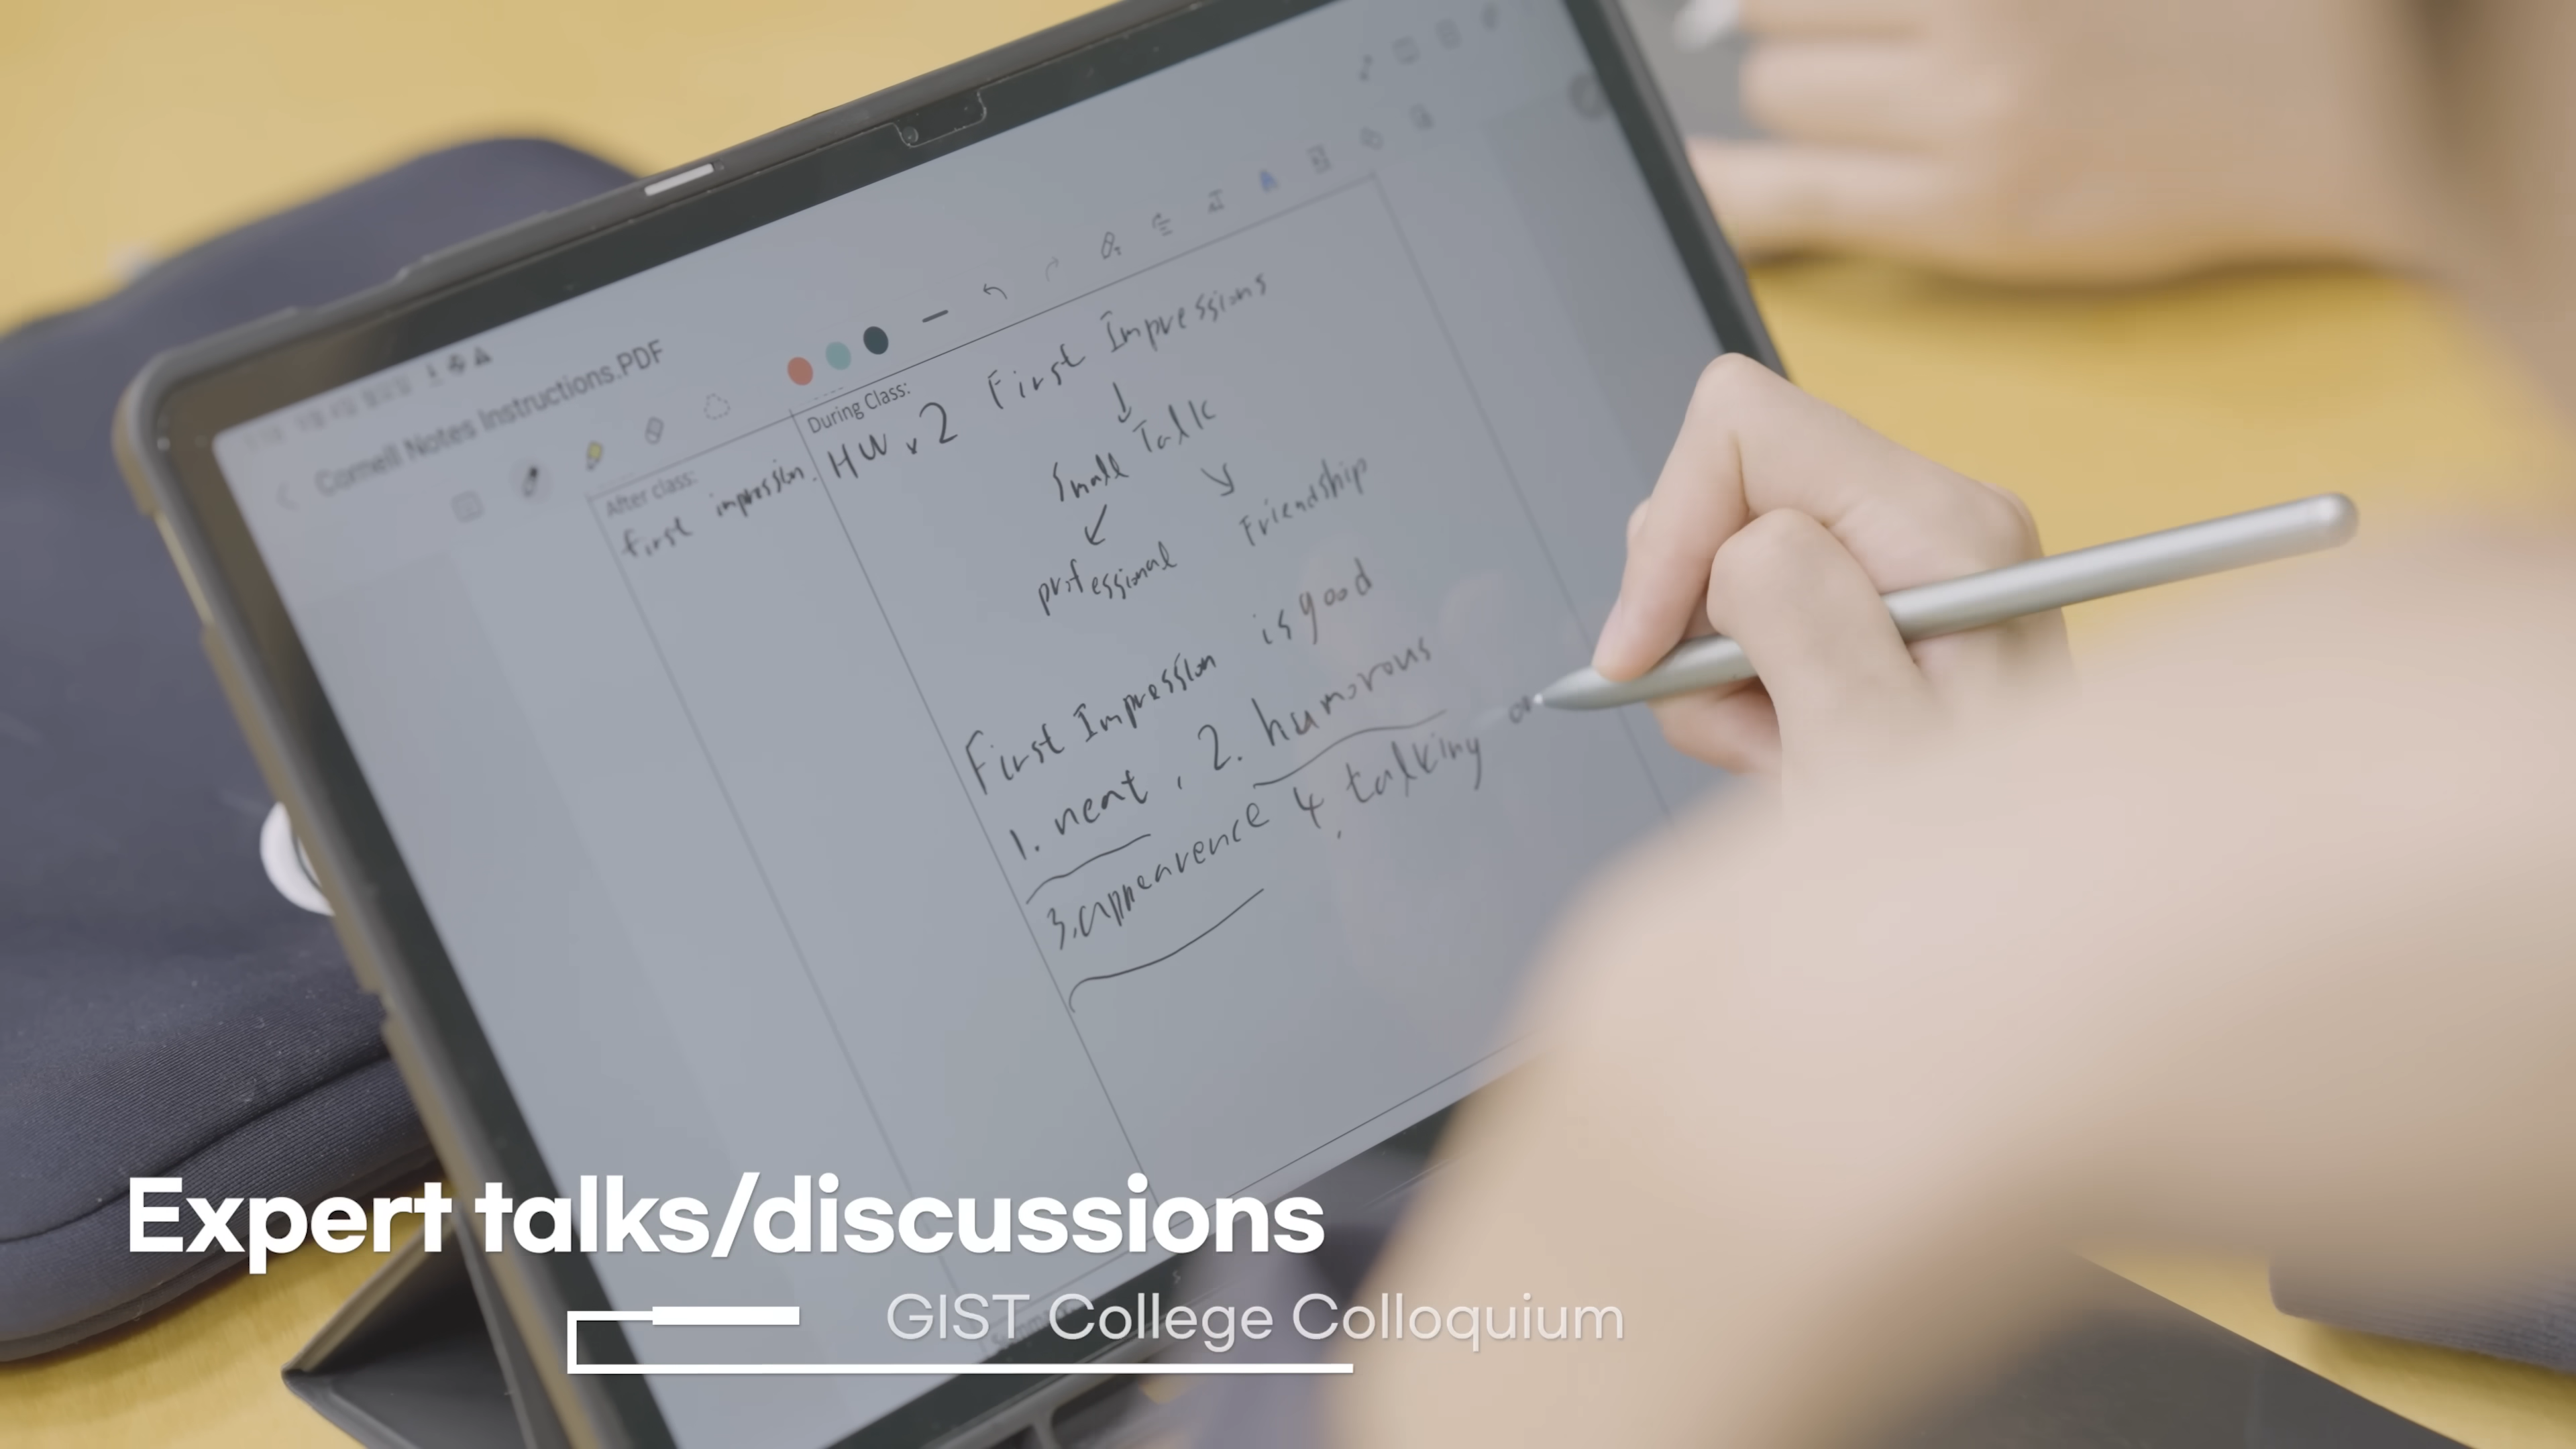 Cornell Notes Instructions.PDF
After class:
first impression.
During Class:
HW v2 First Impressions
↓
Small Talk
↙ ↘
professional Friendship
First Impression is good
1. neat, 2. humorous
3. appearence 4. talking
Expert talks/discussions
GIST College Colloquium